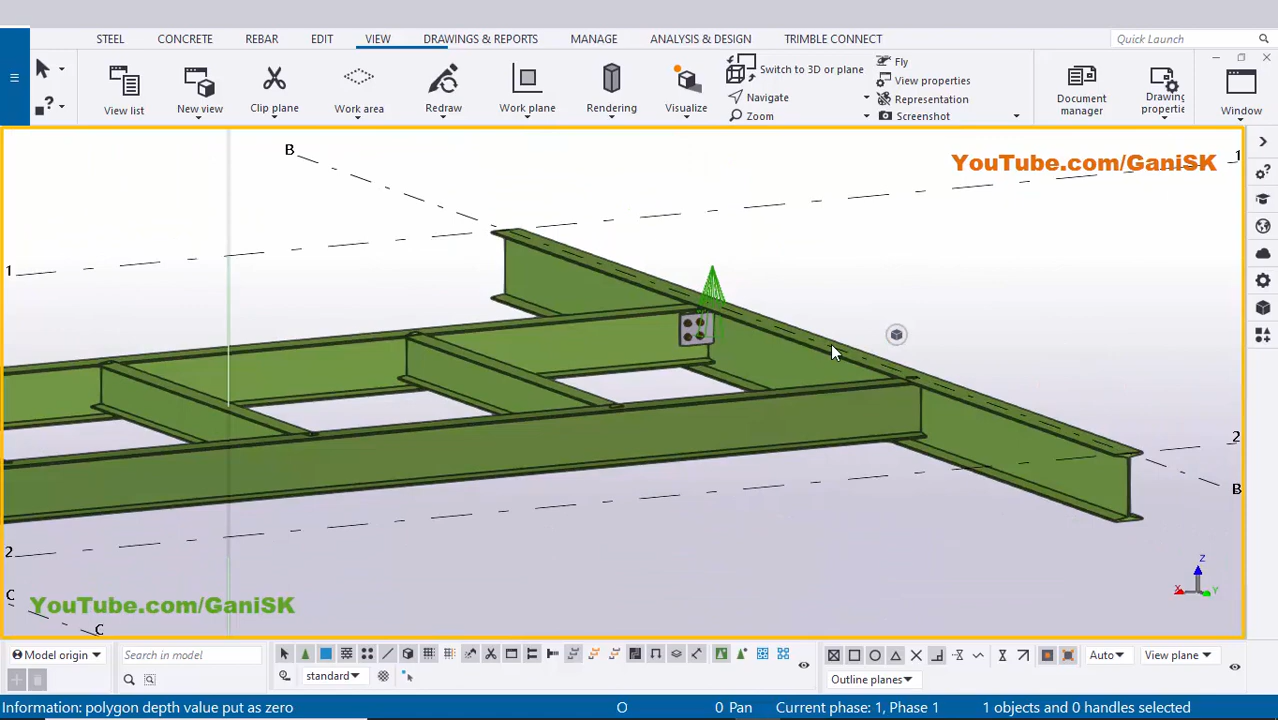 STEEL CONCRETE REBAR EDIT VIEW DRAWINGS & REPORTS MANAGE ANALYSIS & DESIGN TRIMBLE CONNECT Quick Launch
View list
New view
Clip plane
Work area
Redraw
Work plane
Rendering
Visualize
Switch to 3D or plane
Navigate
Zoom
Fly
View properties
Representation
Screenshot
Document
manager
Drawing
properti
Window
B
YouTube.com/GaniSK
1
1
2
B
2
C
YouTube.com/GaniSK
C
Z
X
Y
Model origin
Search in model
standard
Auto
View plane
Outline planes
Information: polygon depth value put as zero O 0 Pan Current phase: 1, Phase 1 1 objects and 0 handles selected